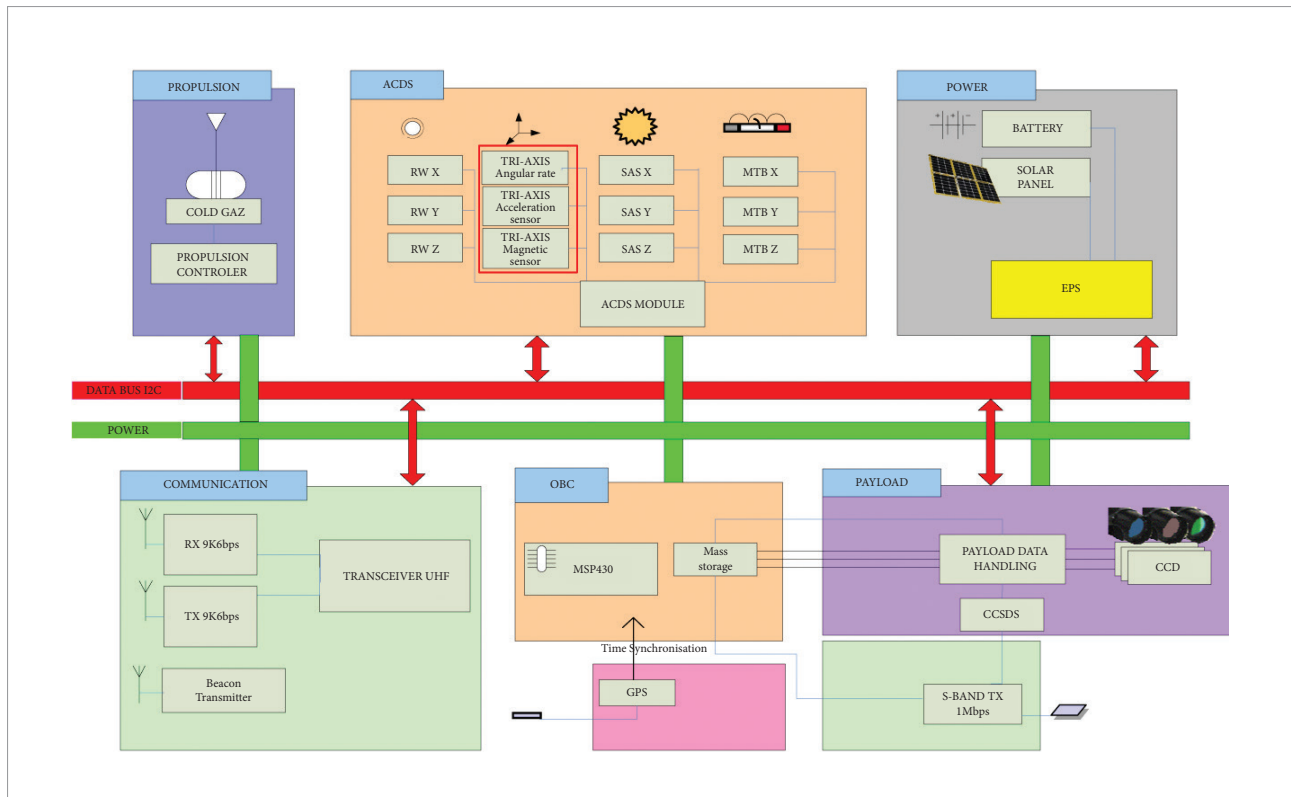 PROPULSION
COLD GAZ
PROPULSION
CONTROLER
ACDS
RW X
RW Y
RW Z
TRI-AXIS
Angular rate
TRI-AXIS
Acceleration
sensor
TRI-AXIS
Magnetic
sensor
SAS X
SAS Y
SAS Z
MTB X
MTB Y
MTB Z
ACDS MODULE
POWER
BATTERY
SOLAR
PANEL
EPS
DATA BUS I2C
POWER
COMMUNICATION
RX 9K6bps
TX 9K6bps
TRANSCEIVER UHF
Beacon
Transmitter
OBC
MSP430
Mass
storage
Time Synchronisation
GPS
PAYLOAD
PAYLOAD DATA
HANDLING
CCD
CCSDS
S-BAND TX
1Mbps